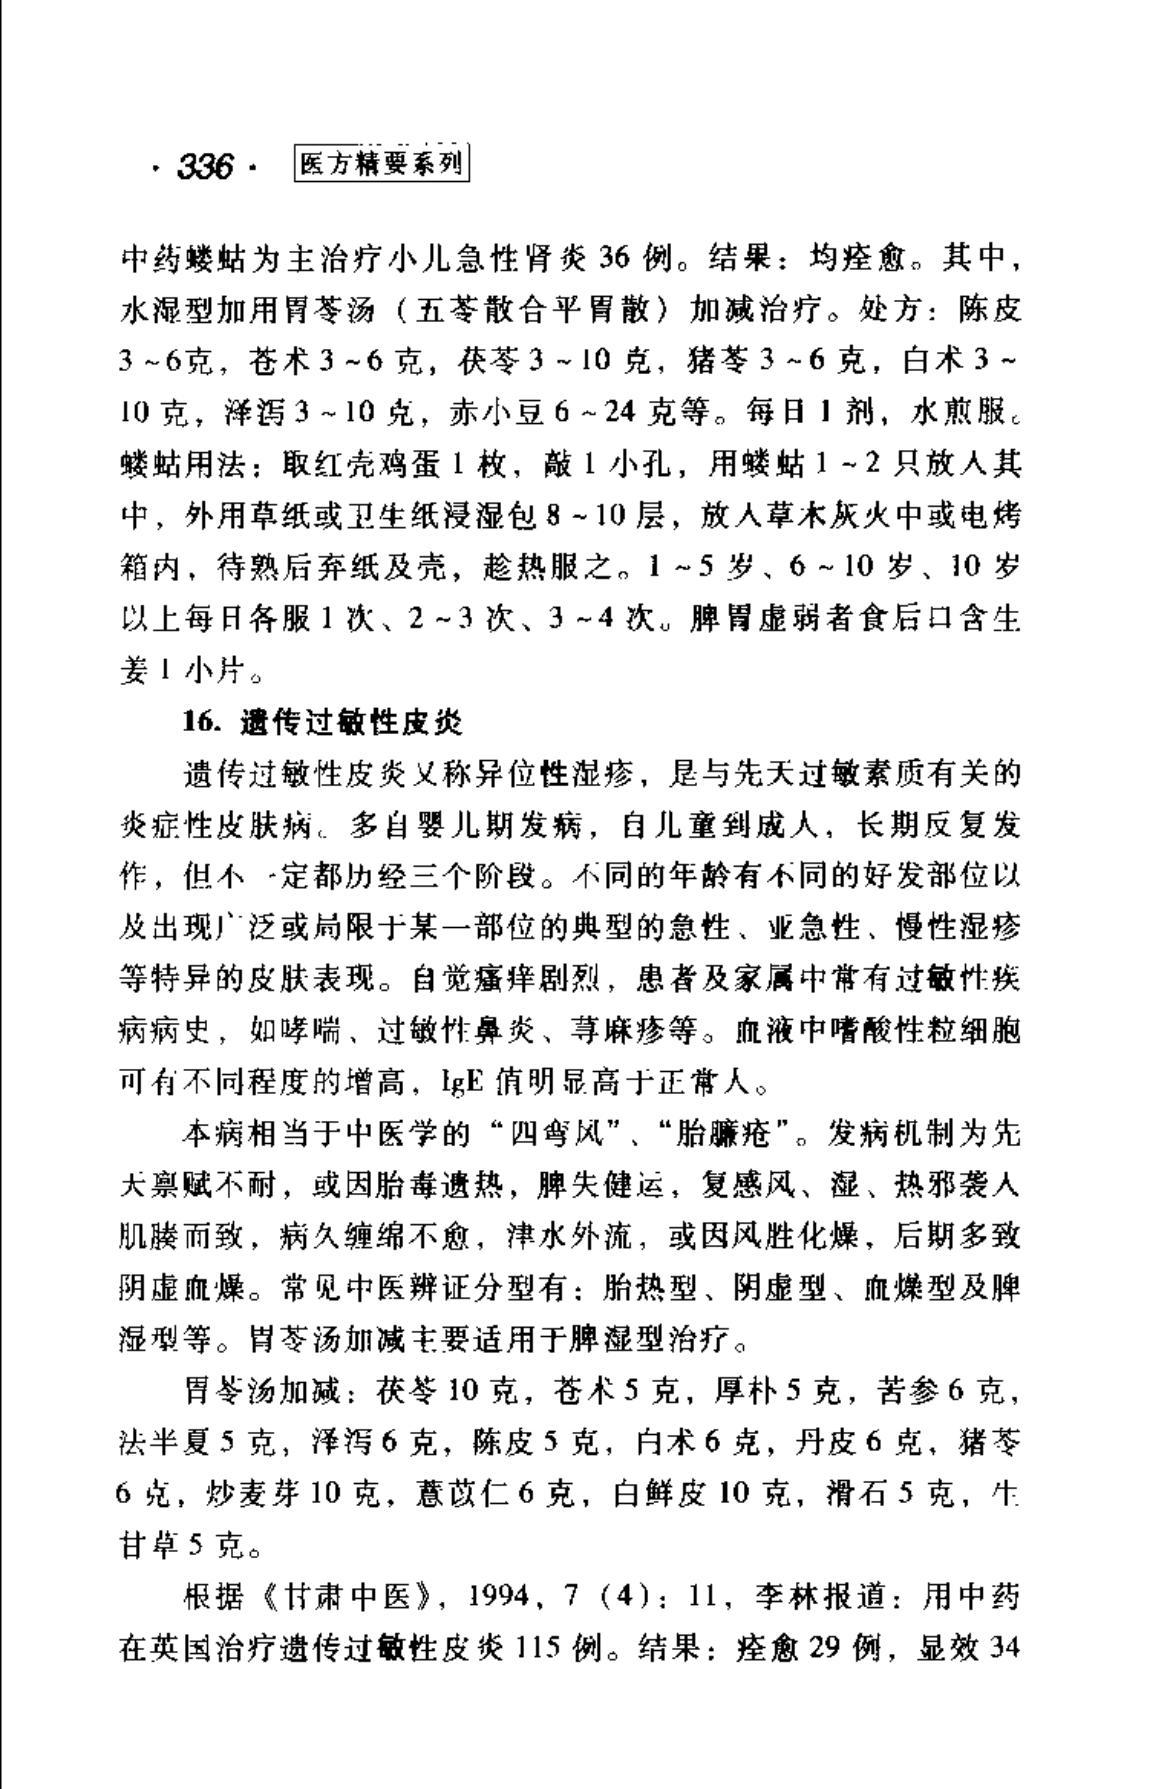 · 336 · 医方精要系列
中药蝼蛄为主治疗小儿急性肾炎 36 例。结果：均痊愈。其中，
水湿型加用胃苓汤（五苓散合平胃散）加减治疗。处方：陈皮
3～6克，苍术 3～6 克，茯苓 3～10 克，猪苓 3～6 克，白术 3～
10 克，泽泻 3～10 克，赤小豆 6～24 克等。每日 1 剂，水煎服。
蝼蛄用法：取红壳鸡蛋 1 枚，敲 1 小孔，用蝼蛄 1～2 只放入其
中，外用草纸或卫生纸浸湿包 8～10 层，放入草木灰火中或电烤
箱内，待熟后弃纸及壳，趁热服之。1～5 岁、6～10 岁、10 岁
以上每日各服 1 次、2～3 次、3～4 次。脾胃虚弱者食后口含生
姜 1 小片。
16. 遗传过敏性皮炎
遗传过敏性皮炎又称异位性湿疹，是与先天过敏素质有关的
炎症性皮肤病。多自婴儿期发病，自儿童到成人，长期反复发
作，但不一定都历经三个阶段。不同的年龄有不同的好发部位以
及出现广泛或局限于某一部位的典型的急性、亚急性、慢性湿疹
等特异的皮肤表现。自觉瘙痒剧烈，患者及家属中常有过敏性疾
病病史，如哮喘、过敏性鼻炎、荨麻疹等。血液中嗜酸性粒细胞
可有不同程度的增高，IgE 值明显高于正常人。
本病相当于中医学的“四弯风”、“胎臁疮”。发病机制为先
天禀赋不耐，或因胎毒遗热，脾失健运，复感风、湿、热邪袭人
肌腠而致，病久缠绵不愈，津水外流，或因风胜化燥，后期多致
阴虚血燥。常见中医辨证分型有：胎热型、阴虚型、血燥型及脾
湿型等。胃苓汤加减主要适用于脾湿型治疗。
胃苓汤加减：茯苓 10 克，苍术 5 克，厚朴 5 克，苦参 6 克，
法半夏 5 克，泽泻 6 克，陈皮 5 克，白术 6 克，丹皮 6 克，猪苓
6 克，炒麦芽 10 克，薏苡仁 6 克，白鲜皮 10 克，滑石 5 克，生
甘草 5 克。
根据《甘肃中医》，1994，7（4）：11，李林报道：用中药
在英国治疗遗传过敏性皮炎 115 例。结果：痊愈 29 例，显效 34